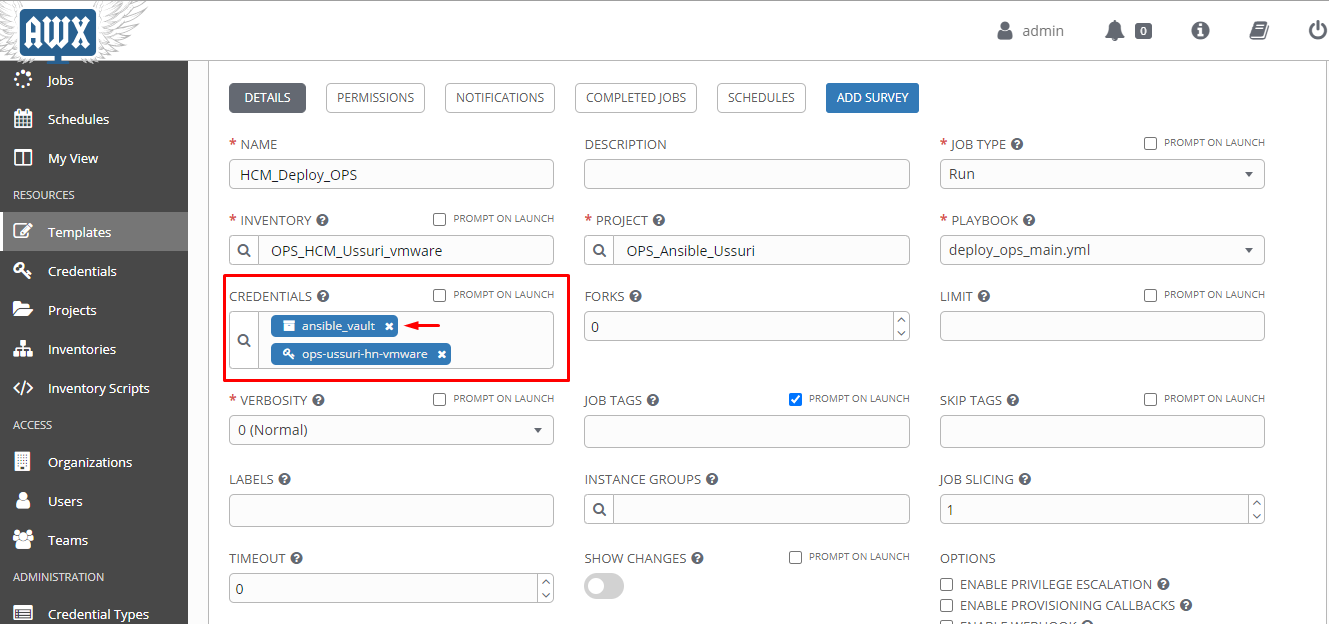 AWX
admin
0
Jobs
Schedules
My View
RESOURCES
Templates
Credentials
Projects
Inventories
Inventory Scripts
ACCESS
Organizations
Users
Teams
ADMINISTRATION
Credential Types
DETAILS PERMISSIONS NOTIFICATIONS COMPLETED JOBS SCHEDULES ADD SURVEY
* NAME DESCRIPTION * JOB TYPE PROMPT ON LAUNCH
HCM_Deploy_OPS Run
* INVENTORY PROMPT ON LAUNCH * PROJECT * PLAYBOOK
OPS_HCM_Ussuri_vmware OPS_Ansible_Ussuri deploy_ops_main.yml
CREDENTIALS PROMPT ON LAUNCH FORKS LIMIT PROMPT ON LAUNCH
ansible_vault 0
ops-ussuri-hn-vmware
* VERBOSITY PROMPT ON LAUNCH JOB TAGS PROMPT ON LAUNCH SKIP TAGS PROMPT ON LAUNCH
0 (Normal)
LABELS INSTANCE GROUPS JOB SLICING
1
TIMEOUT SHOW CHANGES PROMPT ON LAUNCH OPTIONS
0 ENABLE PRIVILEGE ESCALATION
ENABLE PROVISIONING CALLBACKS
ENABLE WEBHOOK